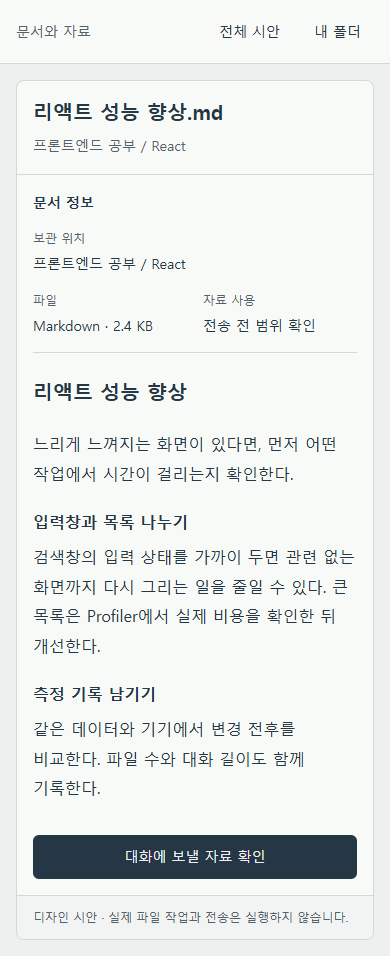 문서와 자료
전체 시안
내 폴더
리액트 성능 향상.md
프론트엔드 공부 / React
문서 정보
보관 위치
프론트엔드 공부 / React
파일
자료 사용
Markdown · 2.4 KB
전송 전 범위 확인
리액트 성능 향상
느리게 느껴지는 화면이 있다면, 먼저 어떤
작업에서 시간이 걸리는지 확인한다.
입력창과 목록 나누기
검색창의 입력 상태를 가까이 두면 관련 없는
화면까지 다시 그리는 일을 줄일 수 있다. 큰
목록은 Profiler에서 실제 비용을 확인한 뒤
개선한다.
측정 기록 남기기
같은 데이터와 기기에서 변경 전후를
비교한다. 파일 수와 대화 길이도 함께
기록한다.
대화에 보낼 자료 확인
디자인 시안 · 실제 파일 작업과 전송은 실행하지 않습니다.